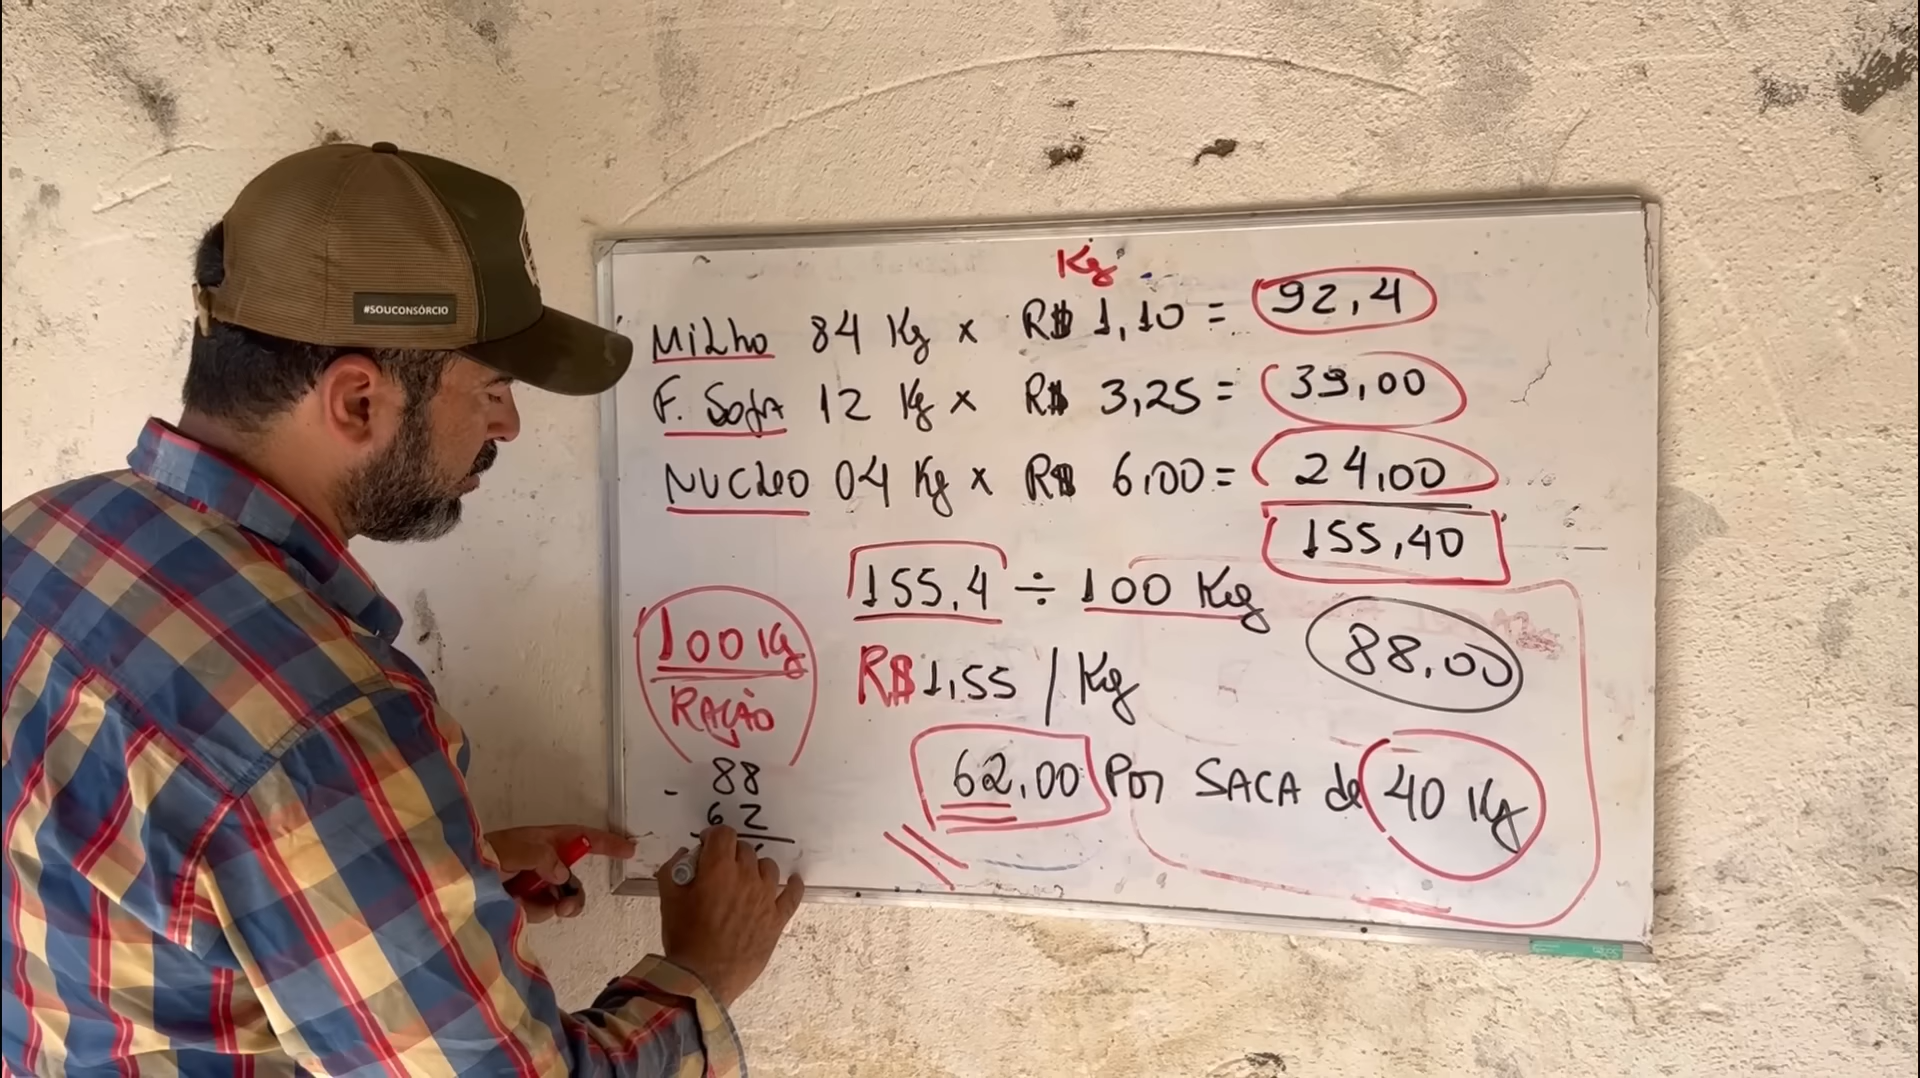 #SOUCONSÓRCIO
Kg
Milho 84 Kg x R$ 1,10 = 92,4
F. Soja 12 Kg x R$ 3,25 = 39,00
NUCLEO 04 Kg x R$ 6,00 = 24,00
155,40
155,4 ÷ 100 Kg
100 Kg
RAÇÃO
R$ 1,55 / Kg
88,00
62,00 Por SACA de 40 Kg
- 88
62